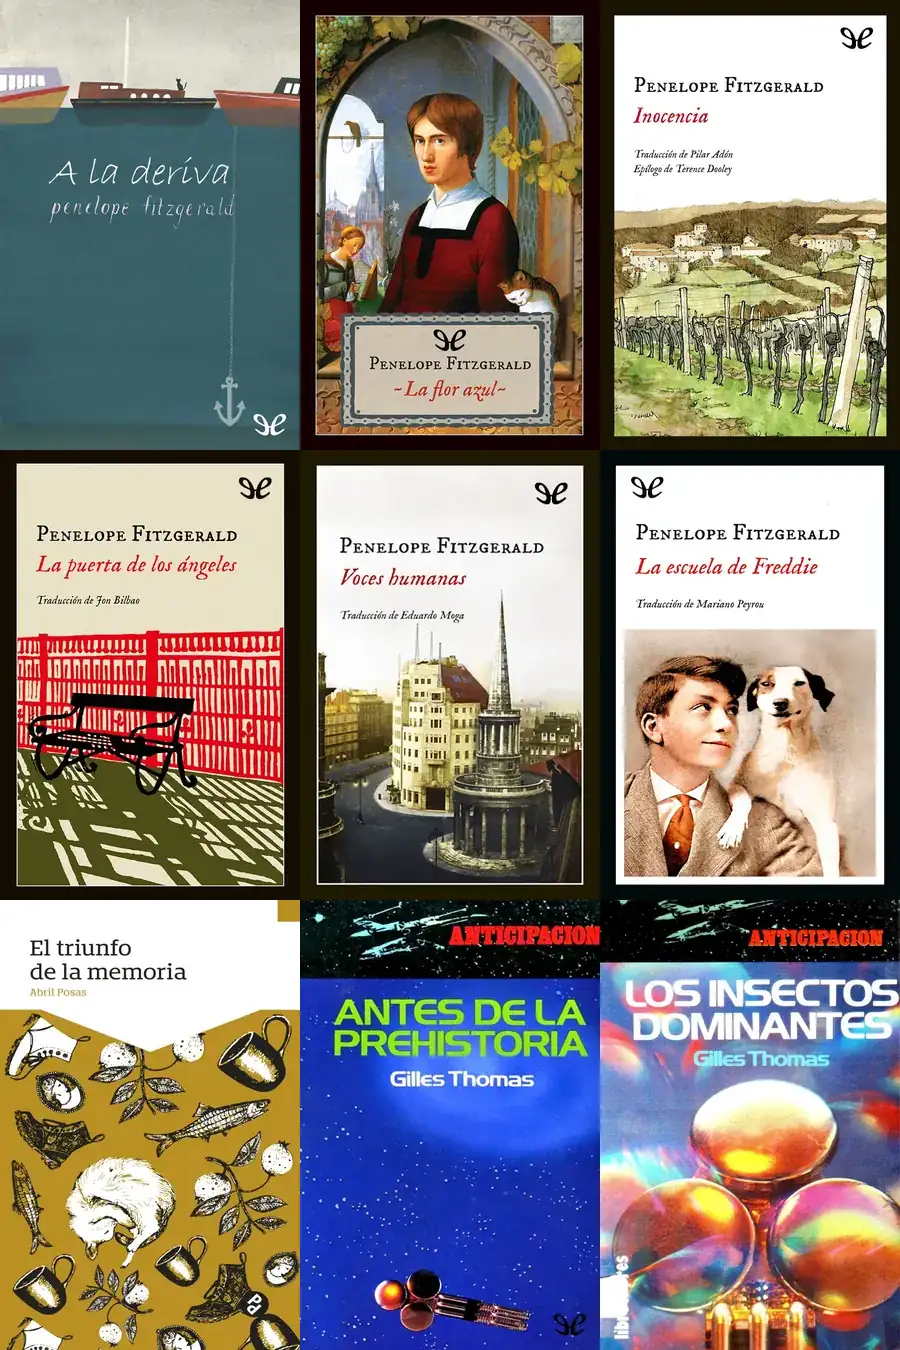 A la deriva
penelope fitzgerald
PENELOPE FITZGERALD
~La flor azul~
PENELOPE FITZGERALD
Inocencia
Traducción de Pilar Adón
Epílogo de Terence Dooley
PENELOPE FITZGERALD
La puerta de los ángeles
Traducción de Jon Bilbao
PENELOPE FITZGERALD
Voces humanas
Traducción de Eduardo Moga
PENELOPE FITZGERALD
La escuela de Freddie
Traducción de Mariano Peyrou
El triunfo
de la memoria
Abril Posas
ANTICIPACION
ANTES DE LA
PREHISTORIA
Gilles Thomas
ANTICIPACION
LOS INSECTOS
DOMINANTES
Gilles Thomas